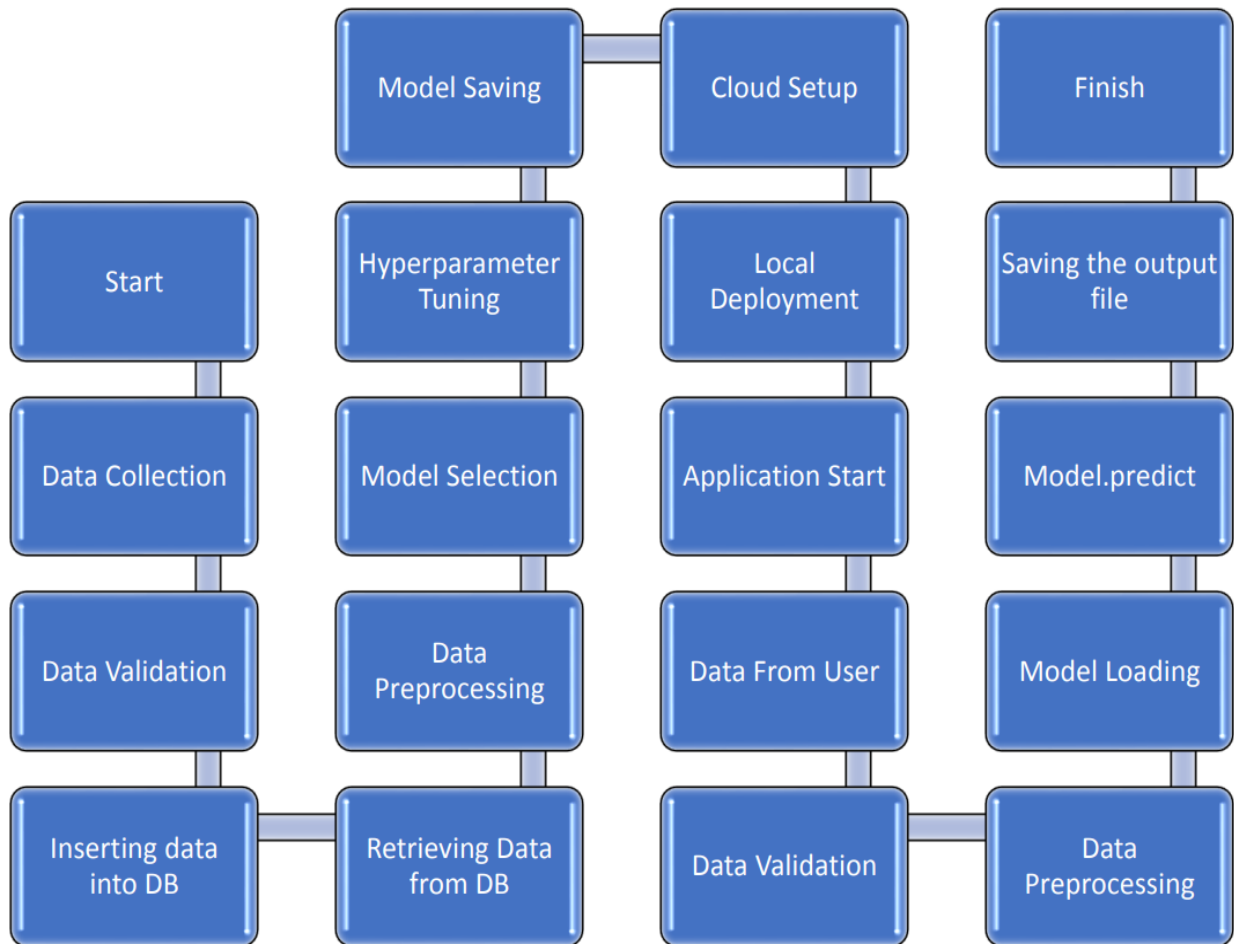 Start
Data Collection
Data Validation
Inserting data
into DB
Retrieving Data
from DB
Data
Preprocessing
Model Selection
Hyperparameter
Tuning
Model Saving
Cloud Setup
Local
Deployment
Application Start
Data From User
Data Validation
Data
Preprocessing
Model Loading
Model.predict
Saving the output
file
Finish